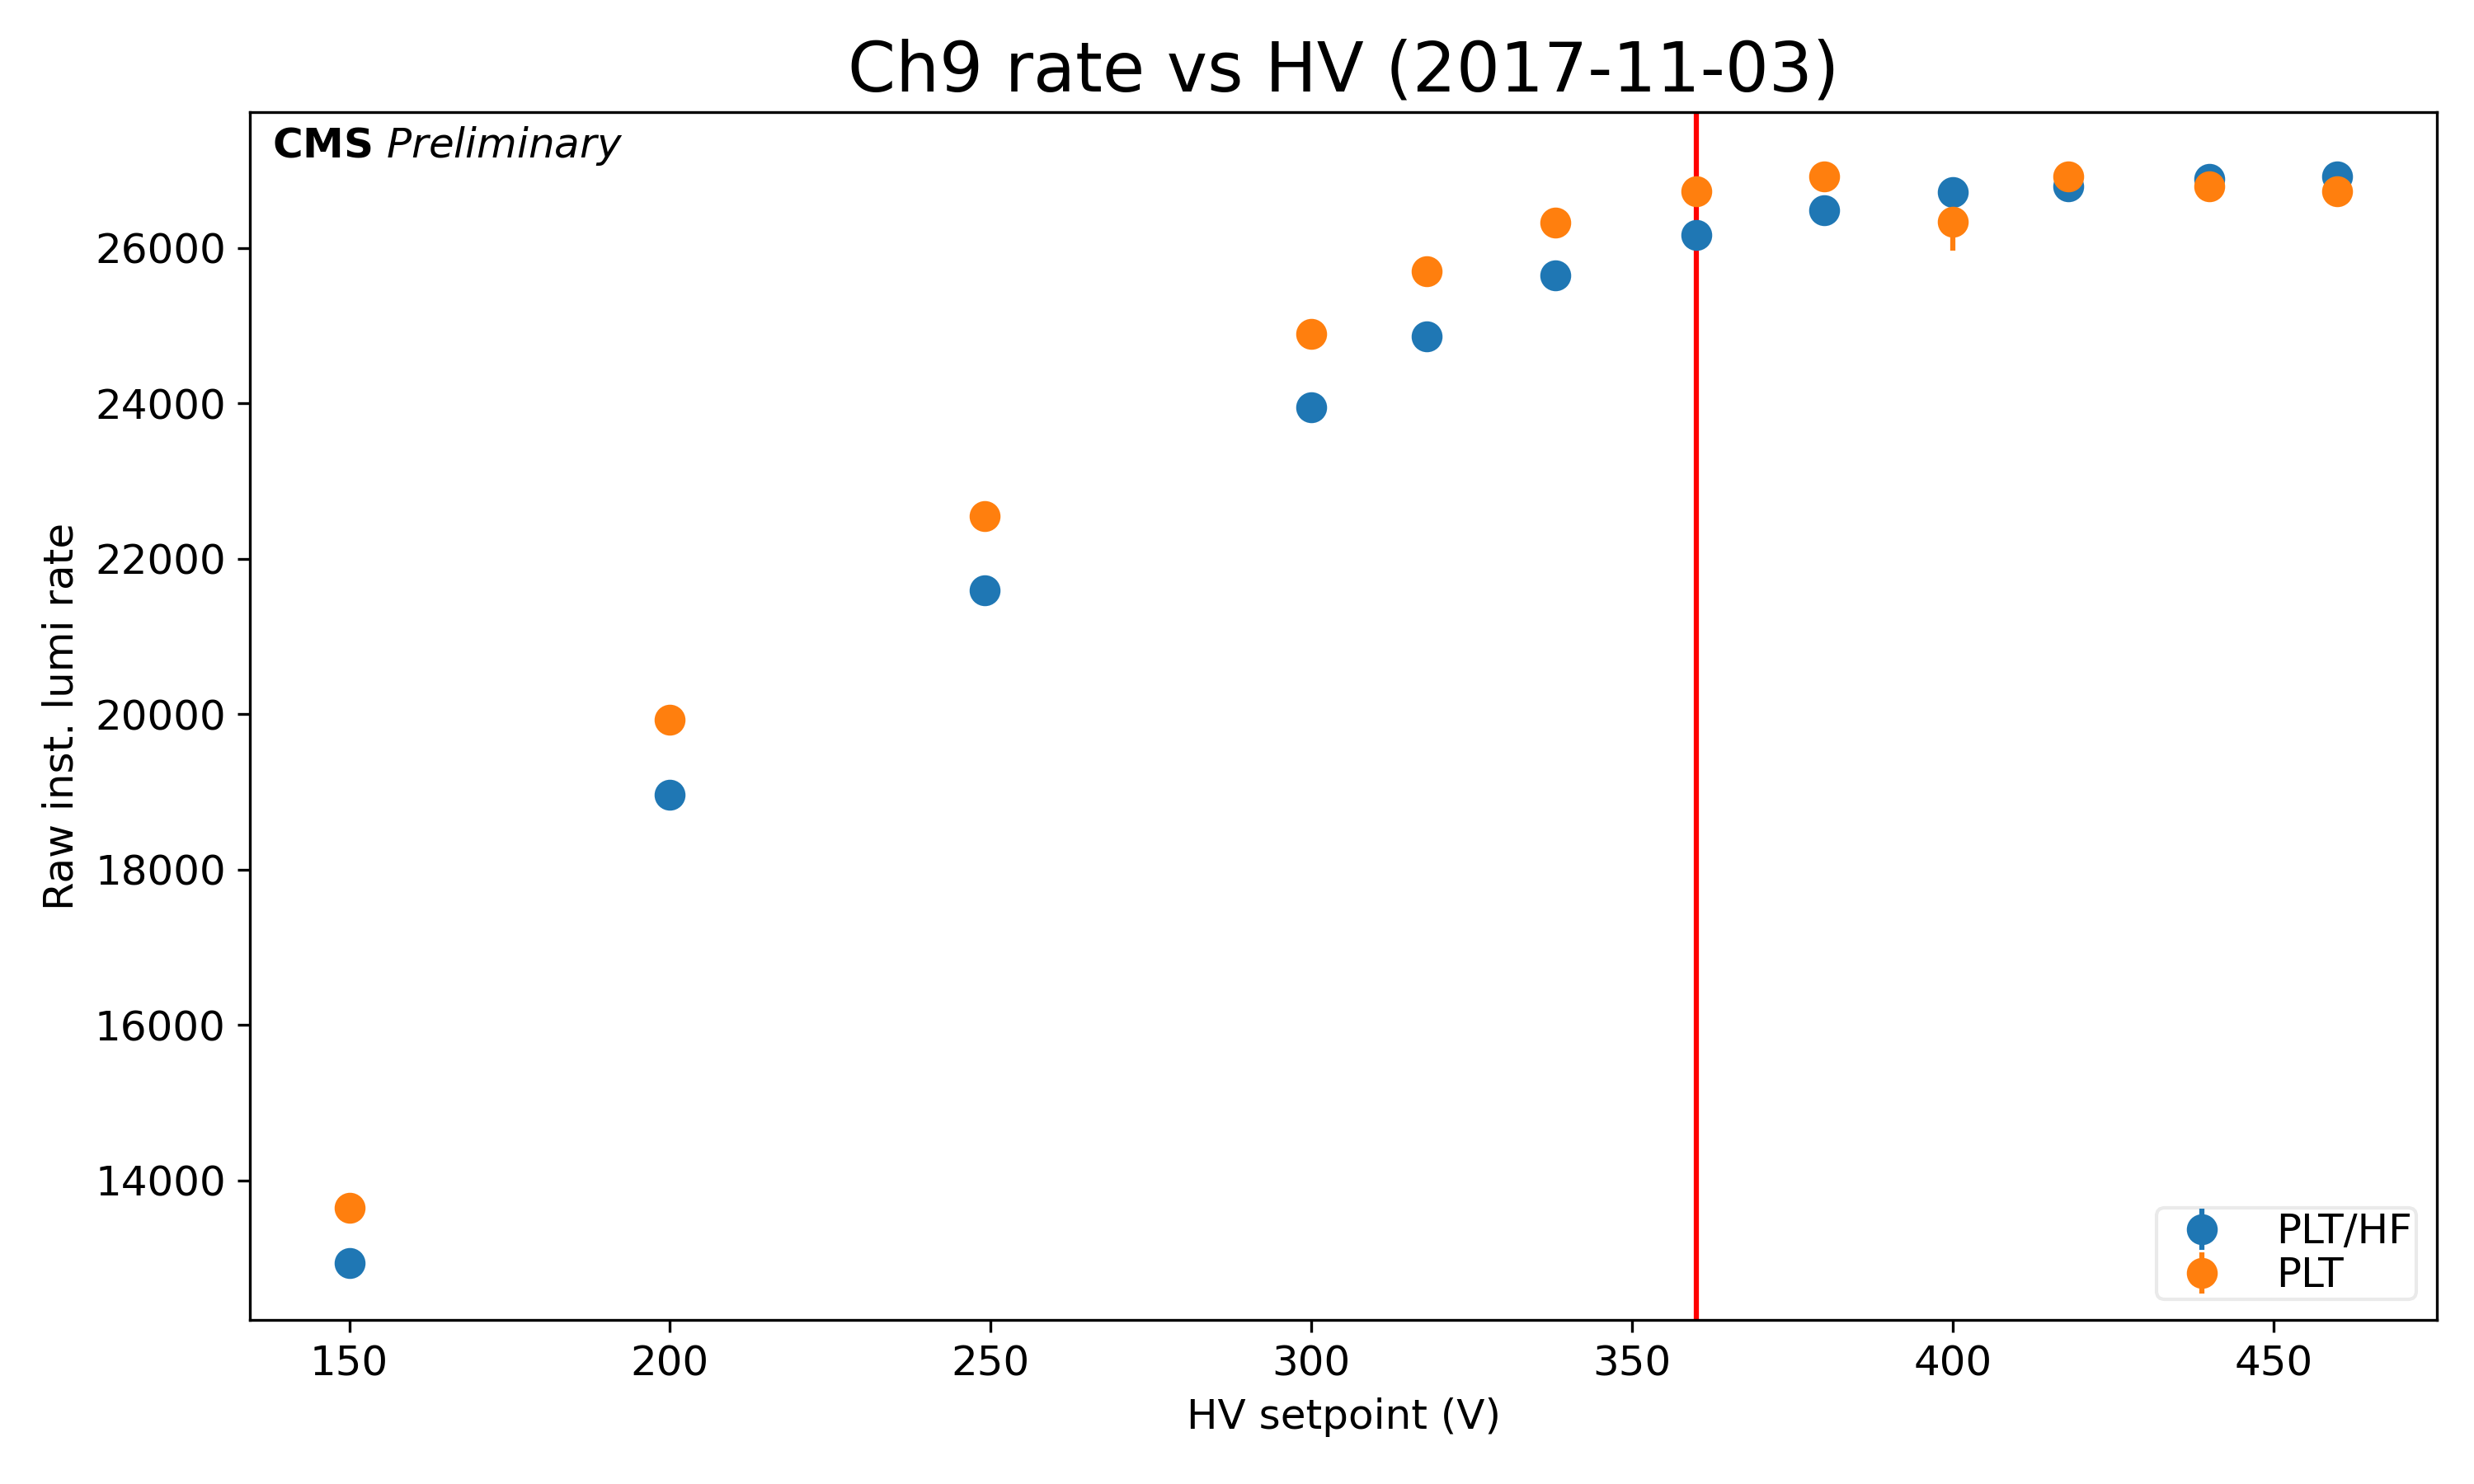 Ch9 rate vs HV (2017-11-03)
CMS Preliminary
Raw inst. lumi rate
26000
24000
22000
20000
18000
16000
14000
150 200 250 300 350 400 450
HV setpoint (V)
PLT/HF
PLT